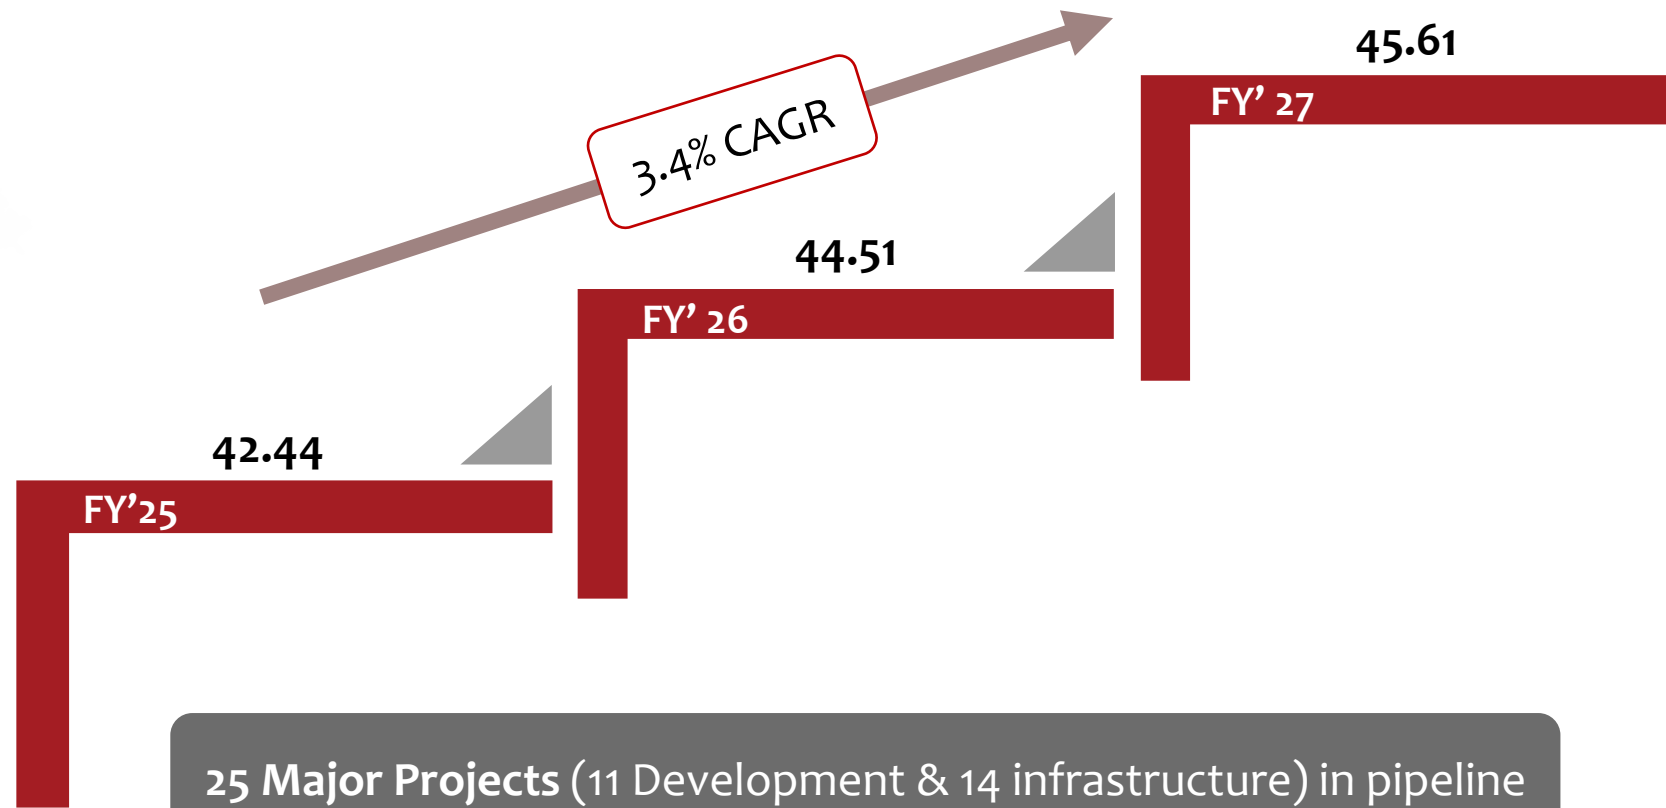 45.61
FY’ 27
3.4% CAGR
44.51
FY’ 26
42.44
FY’25
25 Major Projects (11 Development & 14 infrastructure) in pipeline